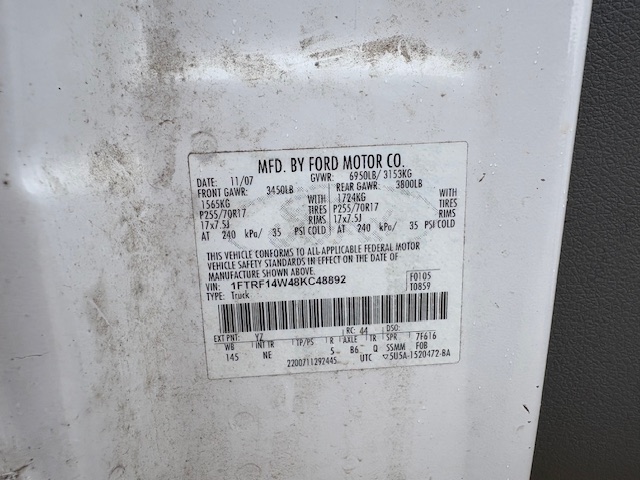 MFD. BY FORD MOTOR CO.
DATE: 11/07 GVWR: 6950LB/ 3153KG
FRONT GAWR: 3450LB REAR GAWR: 3800LB
1565KG WITH 1724KG WITH
P255/70R17 TIRES P255/70R17 TIRES
17x7.5J RIMS 17x7.5J RIMS
AT 240 kPa/ 35 PSI COLD AT 240 kPa/ 35 PSI COLD
THIS VEHICLE CONFORMS TO ALL APPLICABLE FEDERAL MOTOR
VEHICLE SAFETY STANDARDS IN EFFECT ON THE DATE OF
MANUFACTURE SHOWN ABOVE.
VIN: 1FTRF14W48KC48892 F0105
TYPE: Truck T0859
EXT PNT: YZ RC: 44 DSO:
WB INT TR TP/PS R AXLE TR SPR 7F616
145 NE 5 B6 Q SSMM FOB
2200711292445 UTC 5U5A-1520472-BA